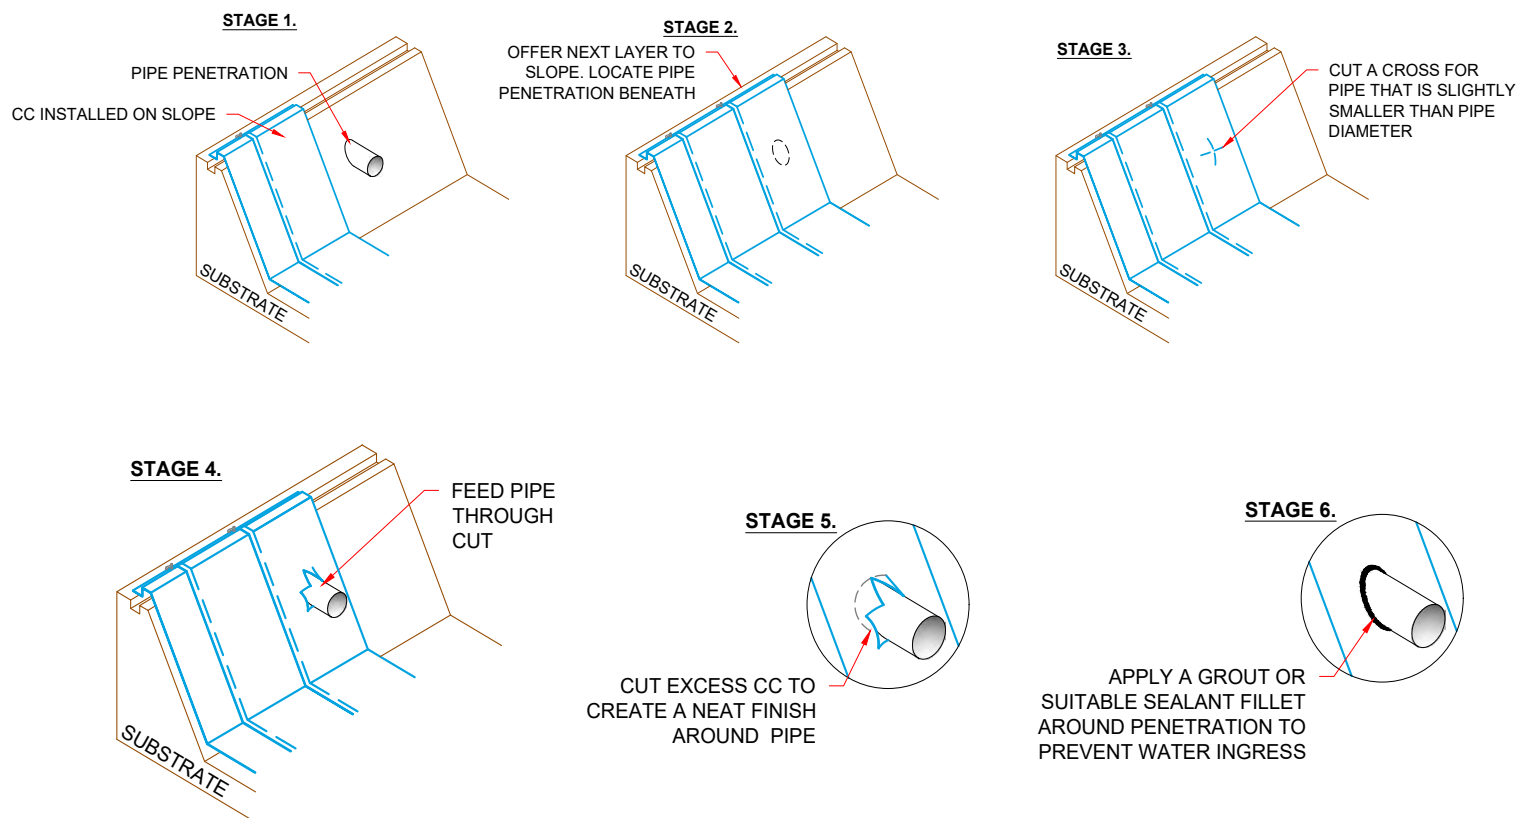 STAGE 1.
PIPE PENETRATION
CC INSTALLED ON SLOPE
SUBSTRATE
STAGE 2.
OFFER NEXT LAYER TO
SLOPE. LOCATE PIPE
PENETRATION BENEATH
SUBSTRATE
STAGE 3.
CUT A CROSS FOR
PIPE THAT IS SLIGHTLY
SMALLER THAN PIPE
DIAMETER
SUBSTRATE
STAGE 4.
FEED PIPE
THROUGH
CUT
SUBSTRATE
STAGE 5.
CUT EXCESS CC TO
CREATE A NEAT FINISH
AROUND PIPE
STAGE 6.
APPLY A GROUT OR
SUITABLE SEALANT FILLET
AROUND PENETRATION TO
PREVENT WATER INGRESS